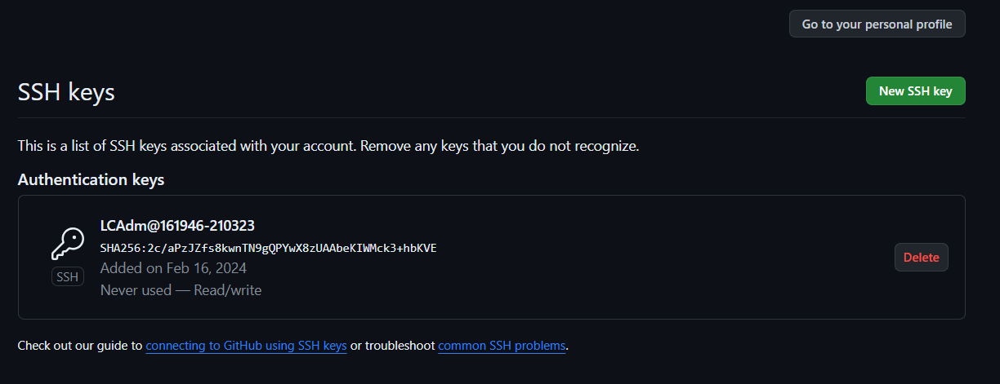 Go to your personal profile
SSH keys
New SSH key
This is a list of SSH keys associated with your account. Remove any keys that you do not recognize.
Authentication keys
LCAdm@161946-210323
SHA256:2c/aPzJZfs8kwnTN9gQPYwX8zUAAbeKIWMck3+hbKVE
SSH
Added on Feb 16, 2024
Never used — Read/write
Delete
Check out our guide to connecting to GitHub using SSH keys or troubleshoot common SSH problems.